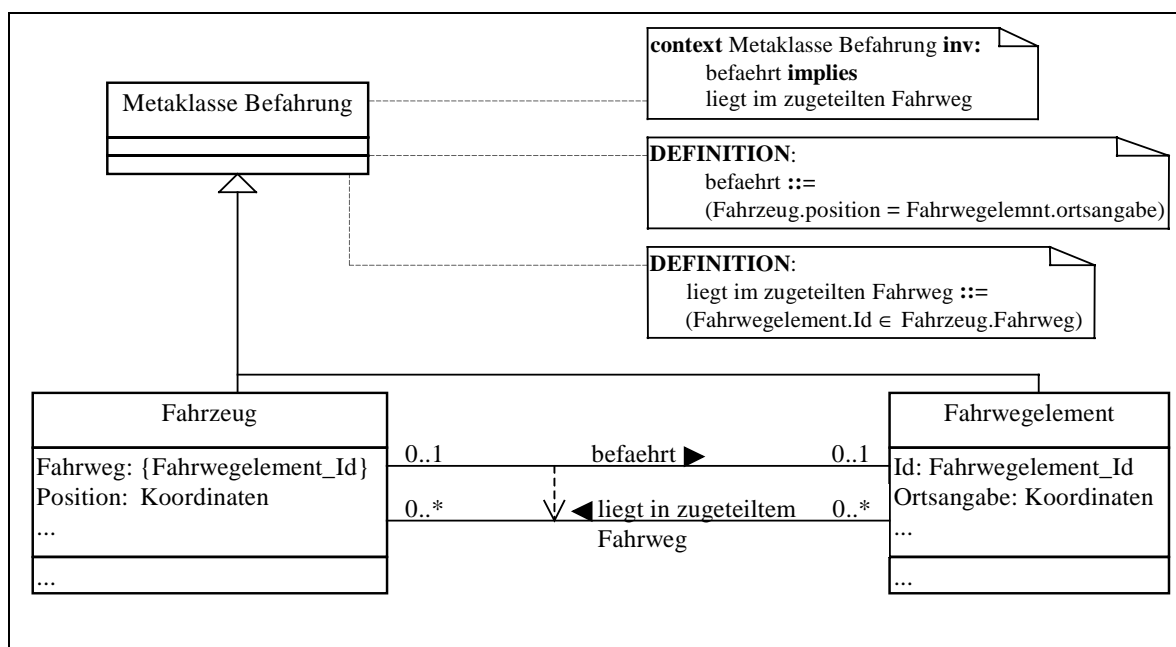 context Metaklasse Befahrung inv:
befaehrt implies
liegt im zugeteilten Fahrweg
Metaklasse Befahrung
DEFINITION:
befaehrt ::=
(Fahrzeug.position = Fahrwegelemnt.ortsangabe)
DEFINITION:
liegt im zugeteilten Fahrweg ::=
(Fahrwegelement.Id ∈ Fahrzeug.Fahrweg)
Fahrzeug
Fahrweg: {Fahrwegelement_Id}
Position: Koordinaten
...
...
0..1 befaehrt ▶ 0..1
0..* ◀ liegt in zugeteiltem 0..*
Fahrweg
Fahrwegelement
Id: Fahrwegelement_Id
Ortsangabe: Koordinaten
...
...